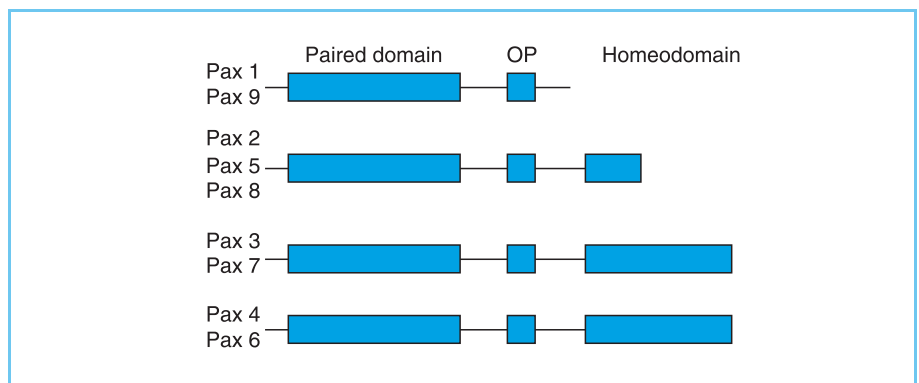 Paired domain OP Homeodomain
Pax 1
Pax 9
Pax 2
Pax 5
Pax 8
Pax 3
Pax 7
Pax 4
Pax 6